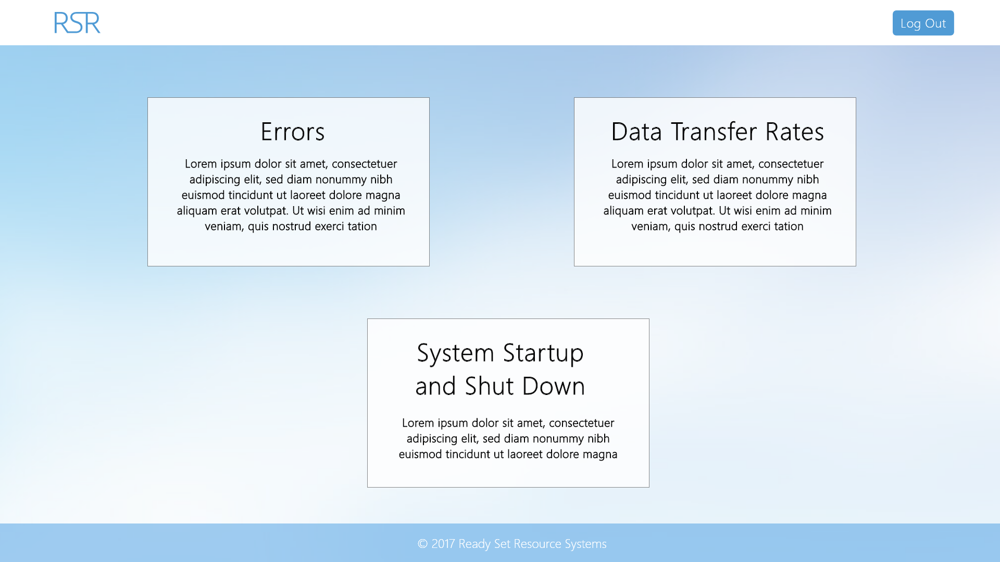 RSR
Log Out
Errors
Lorem ipsum dolor sit amet, consectetuer
adipiscing elit, sed diam nonummy nibh
euismod tincidunt ut laoreet dolore magna
aliquam erat volutpat. Ut wisi enim ad minim
veniam, quis nostrud exerci tation
Data Transfer Rates
Lorem ipsum dolor sit amet, consectetuer
adipiscing elit, sed diam nonummy nibh
euismod tincidunt ut laoreet dolore magna
aliquam erat volutpat. Ut wisi enim ad minim
veniam, quis nostrud exerci tation
System Startup
and Shut Down
Lorem ipsum dolor sit amet, consectetuer
adipiscing elit, sed diam nonummy nibh
euismod tincidunt ut laoreet dolore magna
© 2017 Ready Set Resource Systems